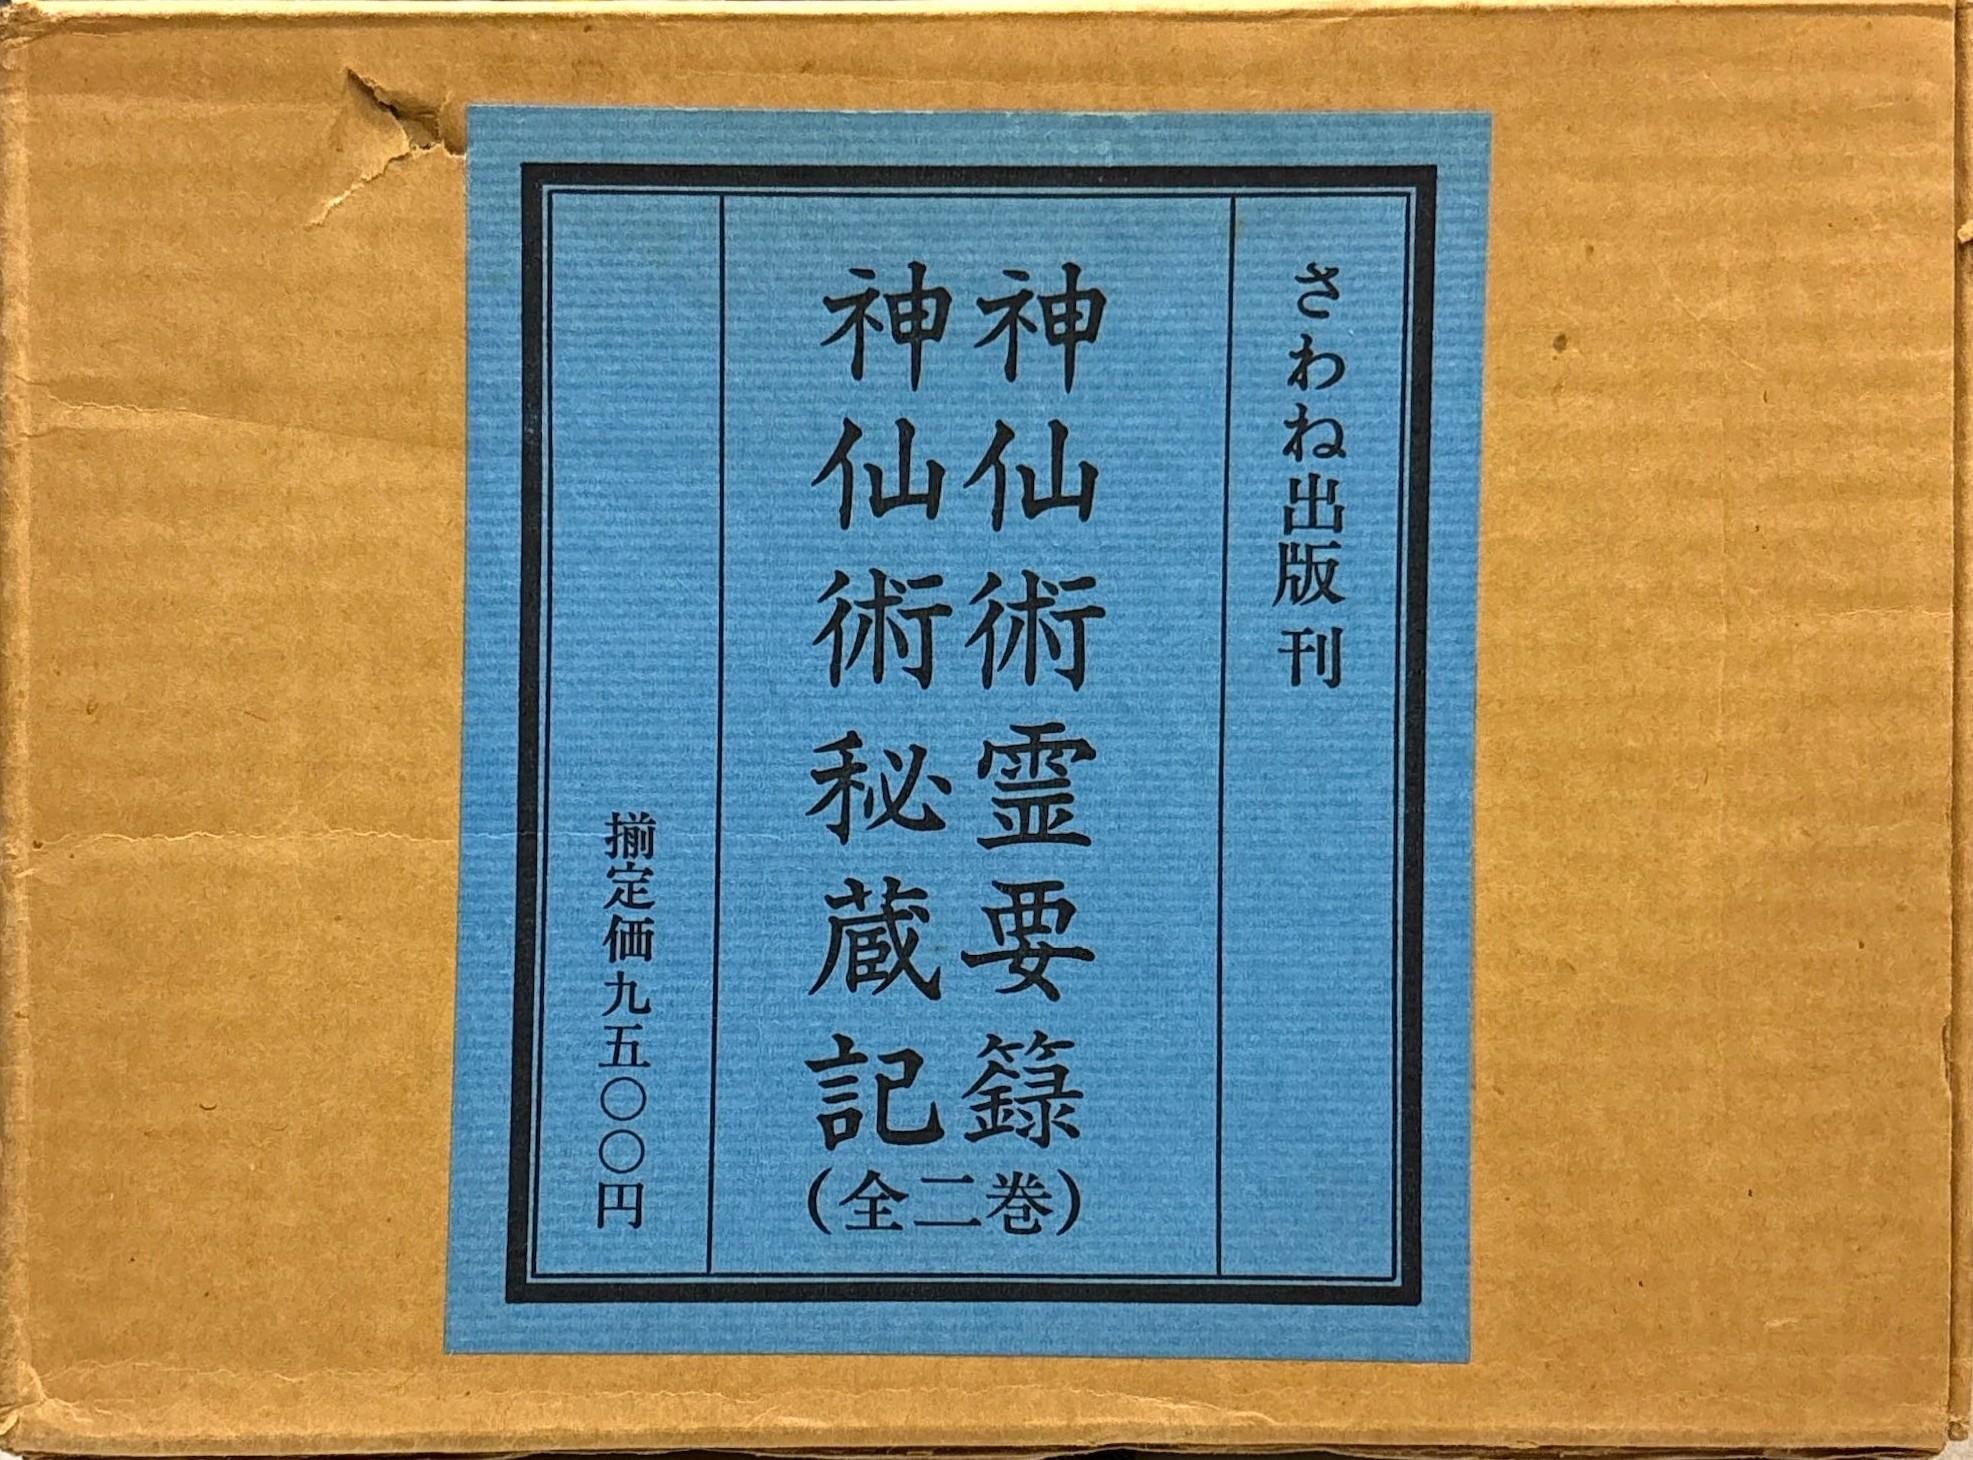 さわね出版 刊
神仙術霊要籙
神仙術秘蔵記
（全二巻）
揃定価九五〇〇円